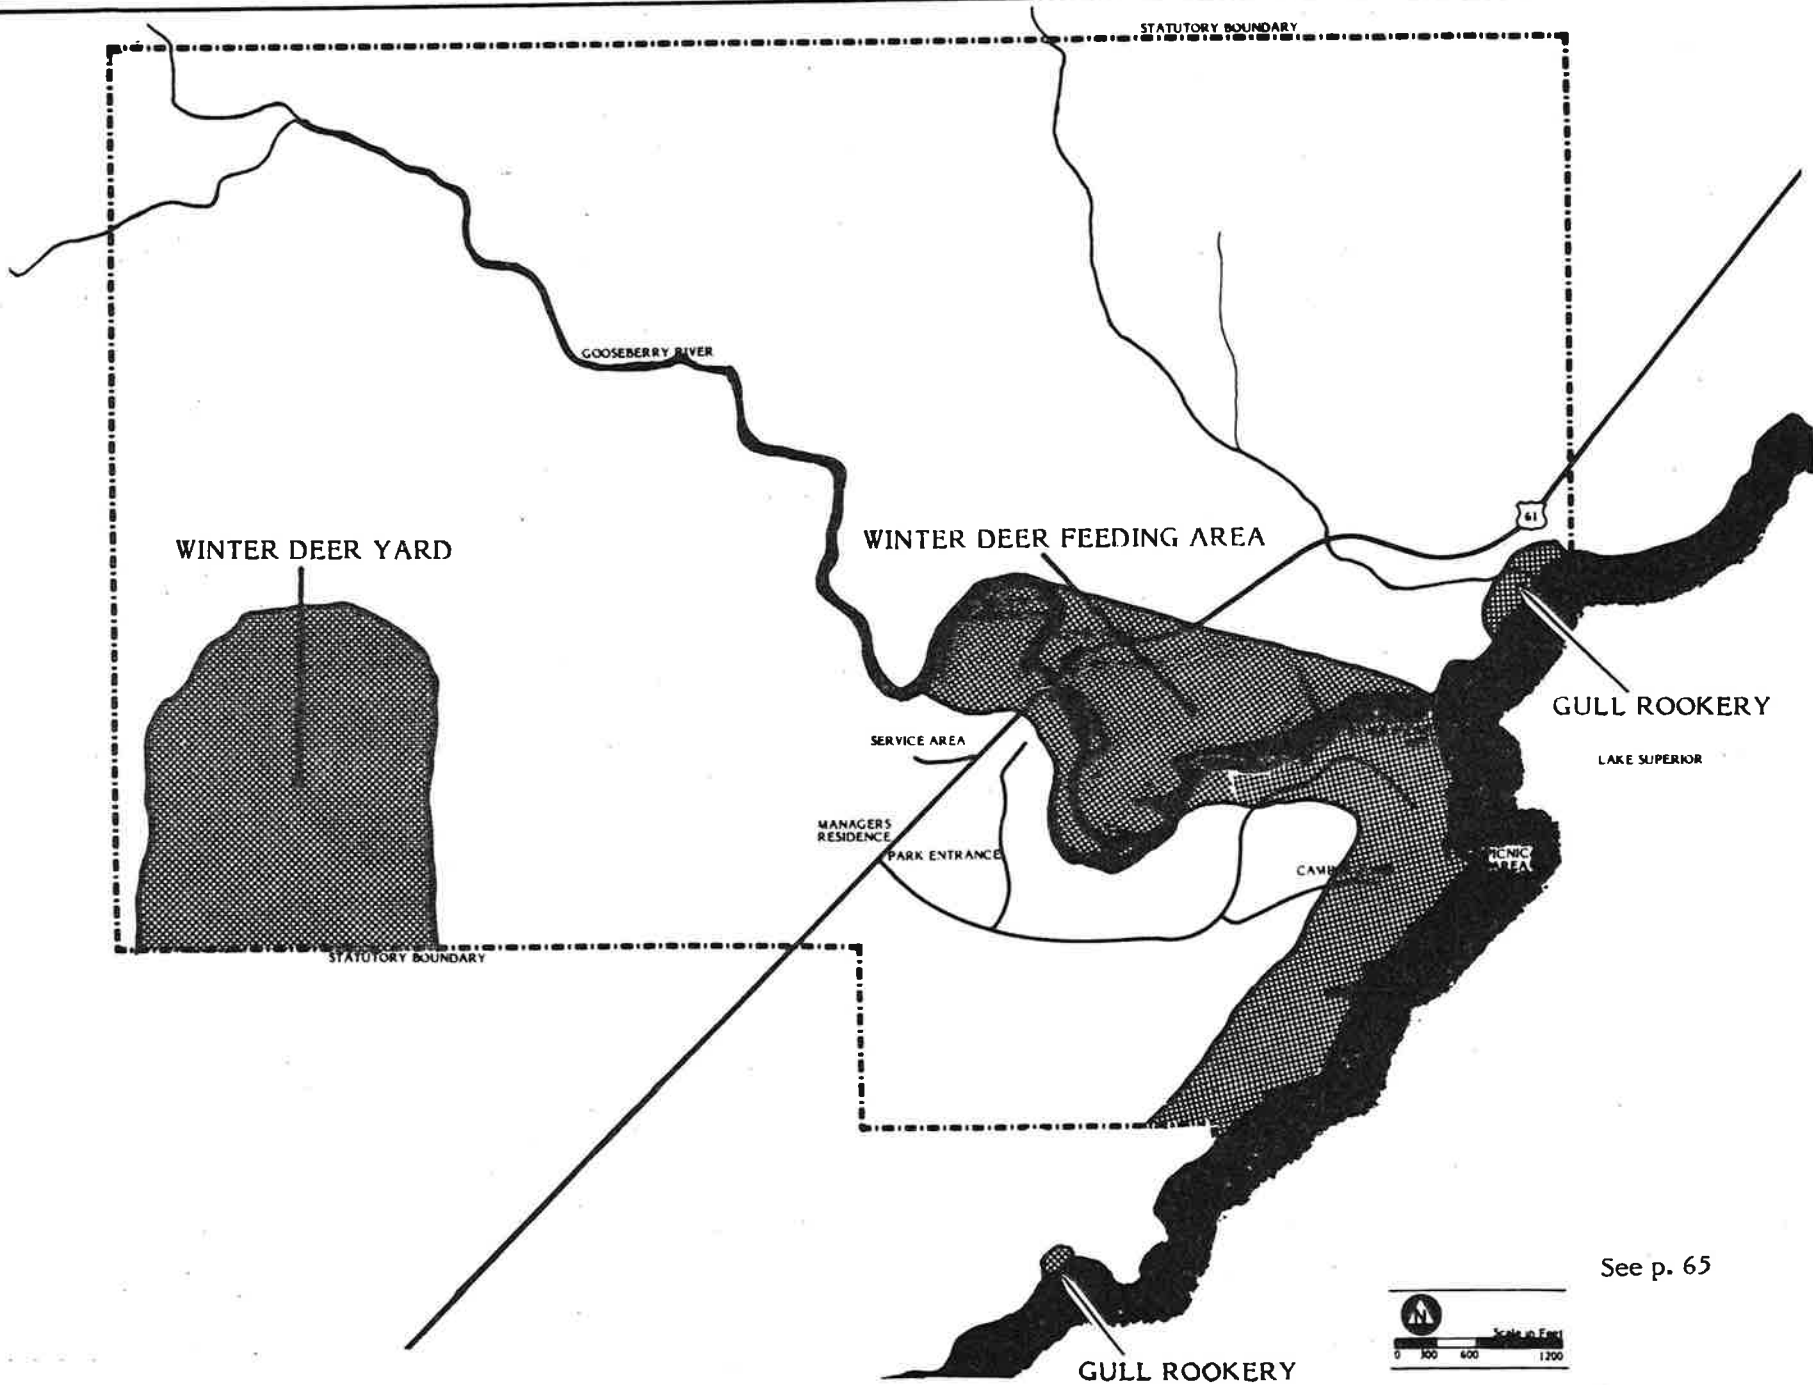 STATUTORY BOUNDARY
GOOSEBERRY RIVER
61
WINTER DEER YARD
WINTER DEER FEEDING AREA
GULL ROOKERY
SERVICE AREA
LAKE SUPERIOR
MANAGERS
RESIDENCE
PARK ENTRANCE
STATUTORY BOUNDARY
See p. 65
N
Scale in Feet
0 300 600 1200
GULL ROOKERY